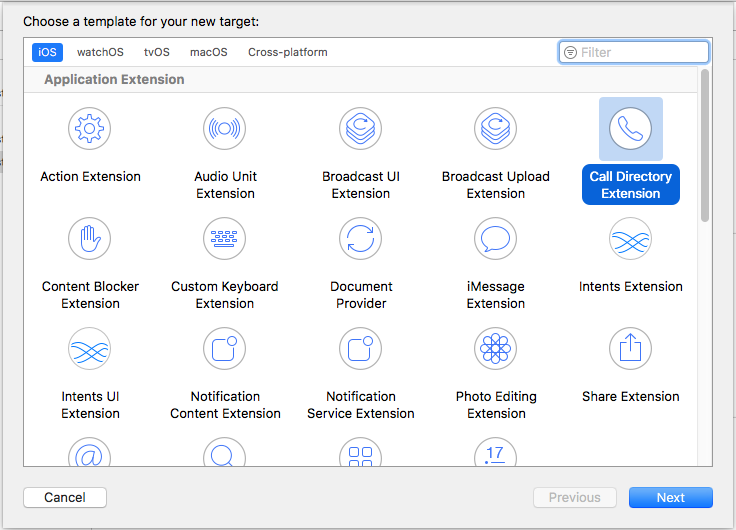 Choose a template for your new target:
iOS watchOS tvOS macOS Cross-platform Filter
Application Extension
Action Extension
Audio Unit
Extension
Broadcast UI
Extension
Broadcast Upload
Extension
Call Directory
Extension
Content Blocker
Extension
Custom Keyboard
Extension
Document
Provider
iMessage
Extension
Intents Extension
Intents UI
Extension
Notification
Content Extension
Notification
Service Extension
Photo Editing
Extension
Share Extension
@
17
Cancel Previous Next